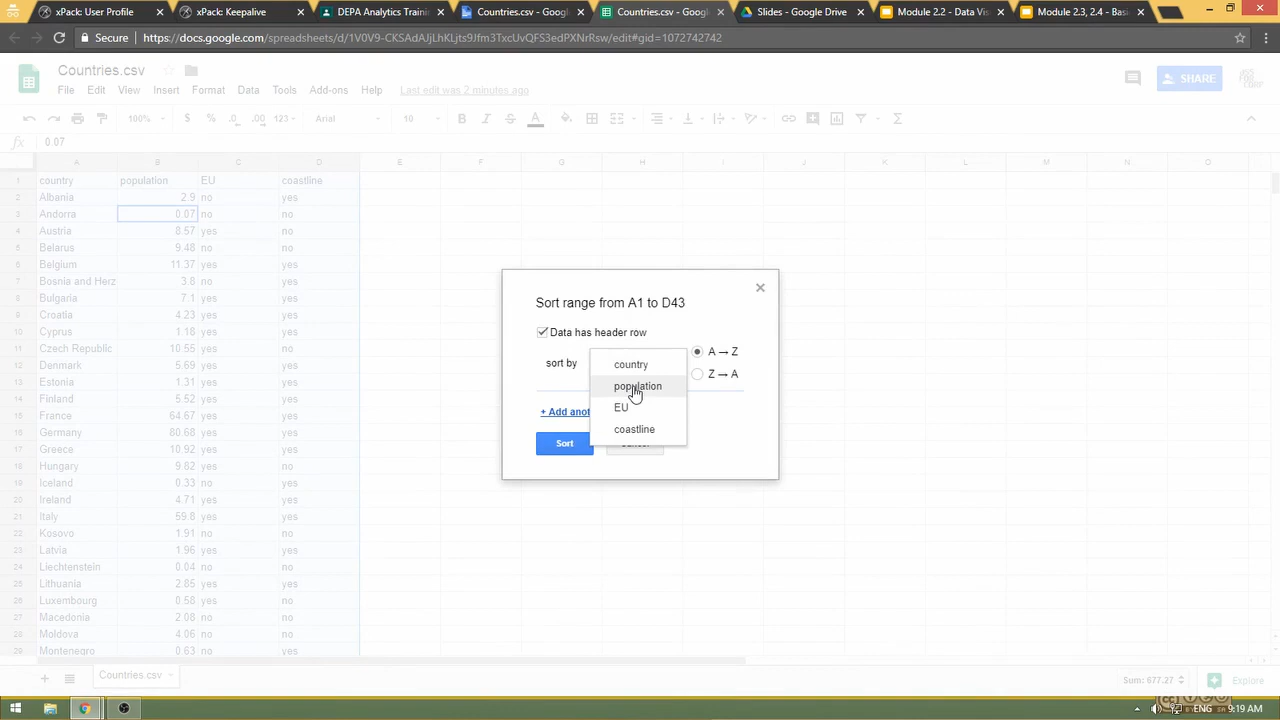 xPack: User Profile
xPack: Keepalive
DEPA Analytics Traini
Countries.csv - Goog
Countries.csv - Goog
Slides - Google Drive
Module 2.2 - Data Vis
Module 2.3, 2.4 - Bas
Secure https://docs.google.com/spreadsheets/d/1V0V9-CKSAdAJjLhKLjts9Jfm3TxcUvQFS3edPXNrRsw/edit#gid=1072742742
Countries.csv
File Edit View Insert Format Data Tools Add-ons Help Last edit was 2 minutes ago
SHARE
100% $ % .0 .00 123 Arial 10 B I S A
fx 0.07
A B C D E F G H I J K L M N O
1 country population EU coastline
2 Albania 2.9 no yes
3 Andorra 0.07 no no
4 Austria 8.57 yes no
5 Belarus 9.48 no no
6 Belgium 11.37 yes yes
7 Bosnia and Herz 3.8 no yes
8 Bulgaria 7.1 yes yes
9 Croatia 4.23 yes yes
10 Cyprus 1.18 yes yes
11 Czech Republic 10.55 yes no
12 Denmark 5.69 yes yes
13 Estonia 1.31 yes yes
14 Finland 5.52 yes yes
15 France 64.67 yes yes
16 Germany 80.68 yes yes
17 Greece 10.92 yes yes
18 Hungary 9.82 yes no
19 Iceland 0.33 no yes
20 Ireland 4.71 yes yes
21 Italy 59.8 yes yes
22 Kosovo 1.91 no no
23 Latvia 1.96 yes yes
24 Liechtenstein 0.04 no no
25 Lithuania 2.85 yes yes
26 Luxembourg 0.58 yes no
27 Macedonia 2.08 no no
28 Moldova 4.06 no no
29 Montenegro 0.63 no yes
Sort range from A1 to D43
Data has header row
sort by
country
population
EU
coastline
A → Z
Z → A
+ Add anot
Sort
Countries.csv
Sum: 677.27
Explore
ENG 9:19 AM